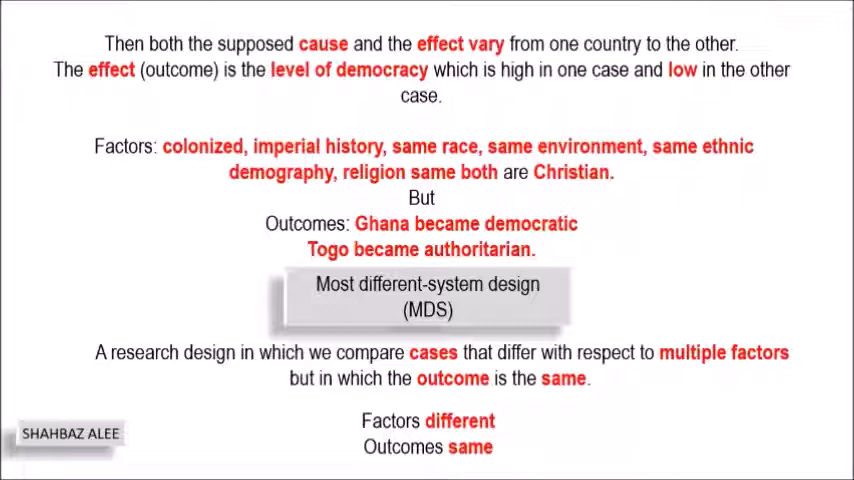 Then both the supposed cause and the effect vary from one country to the other.
The effect (outcome) is the level of democracy which is high in one case and low in the other
case.
Factors: colonized, imperial history, same race, same environment, same ethnic
demography, religion same both are Christian.
But
Outcomes: Ghana became democratic
Togo became authoritarian.
Most different-system design
(MDS)
A research design in which we compare cases that differ with respect to multiple factors
but in which the outcome is the same.
Factors different
Outcomes same
SHAHBAZ ALEE